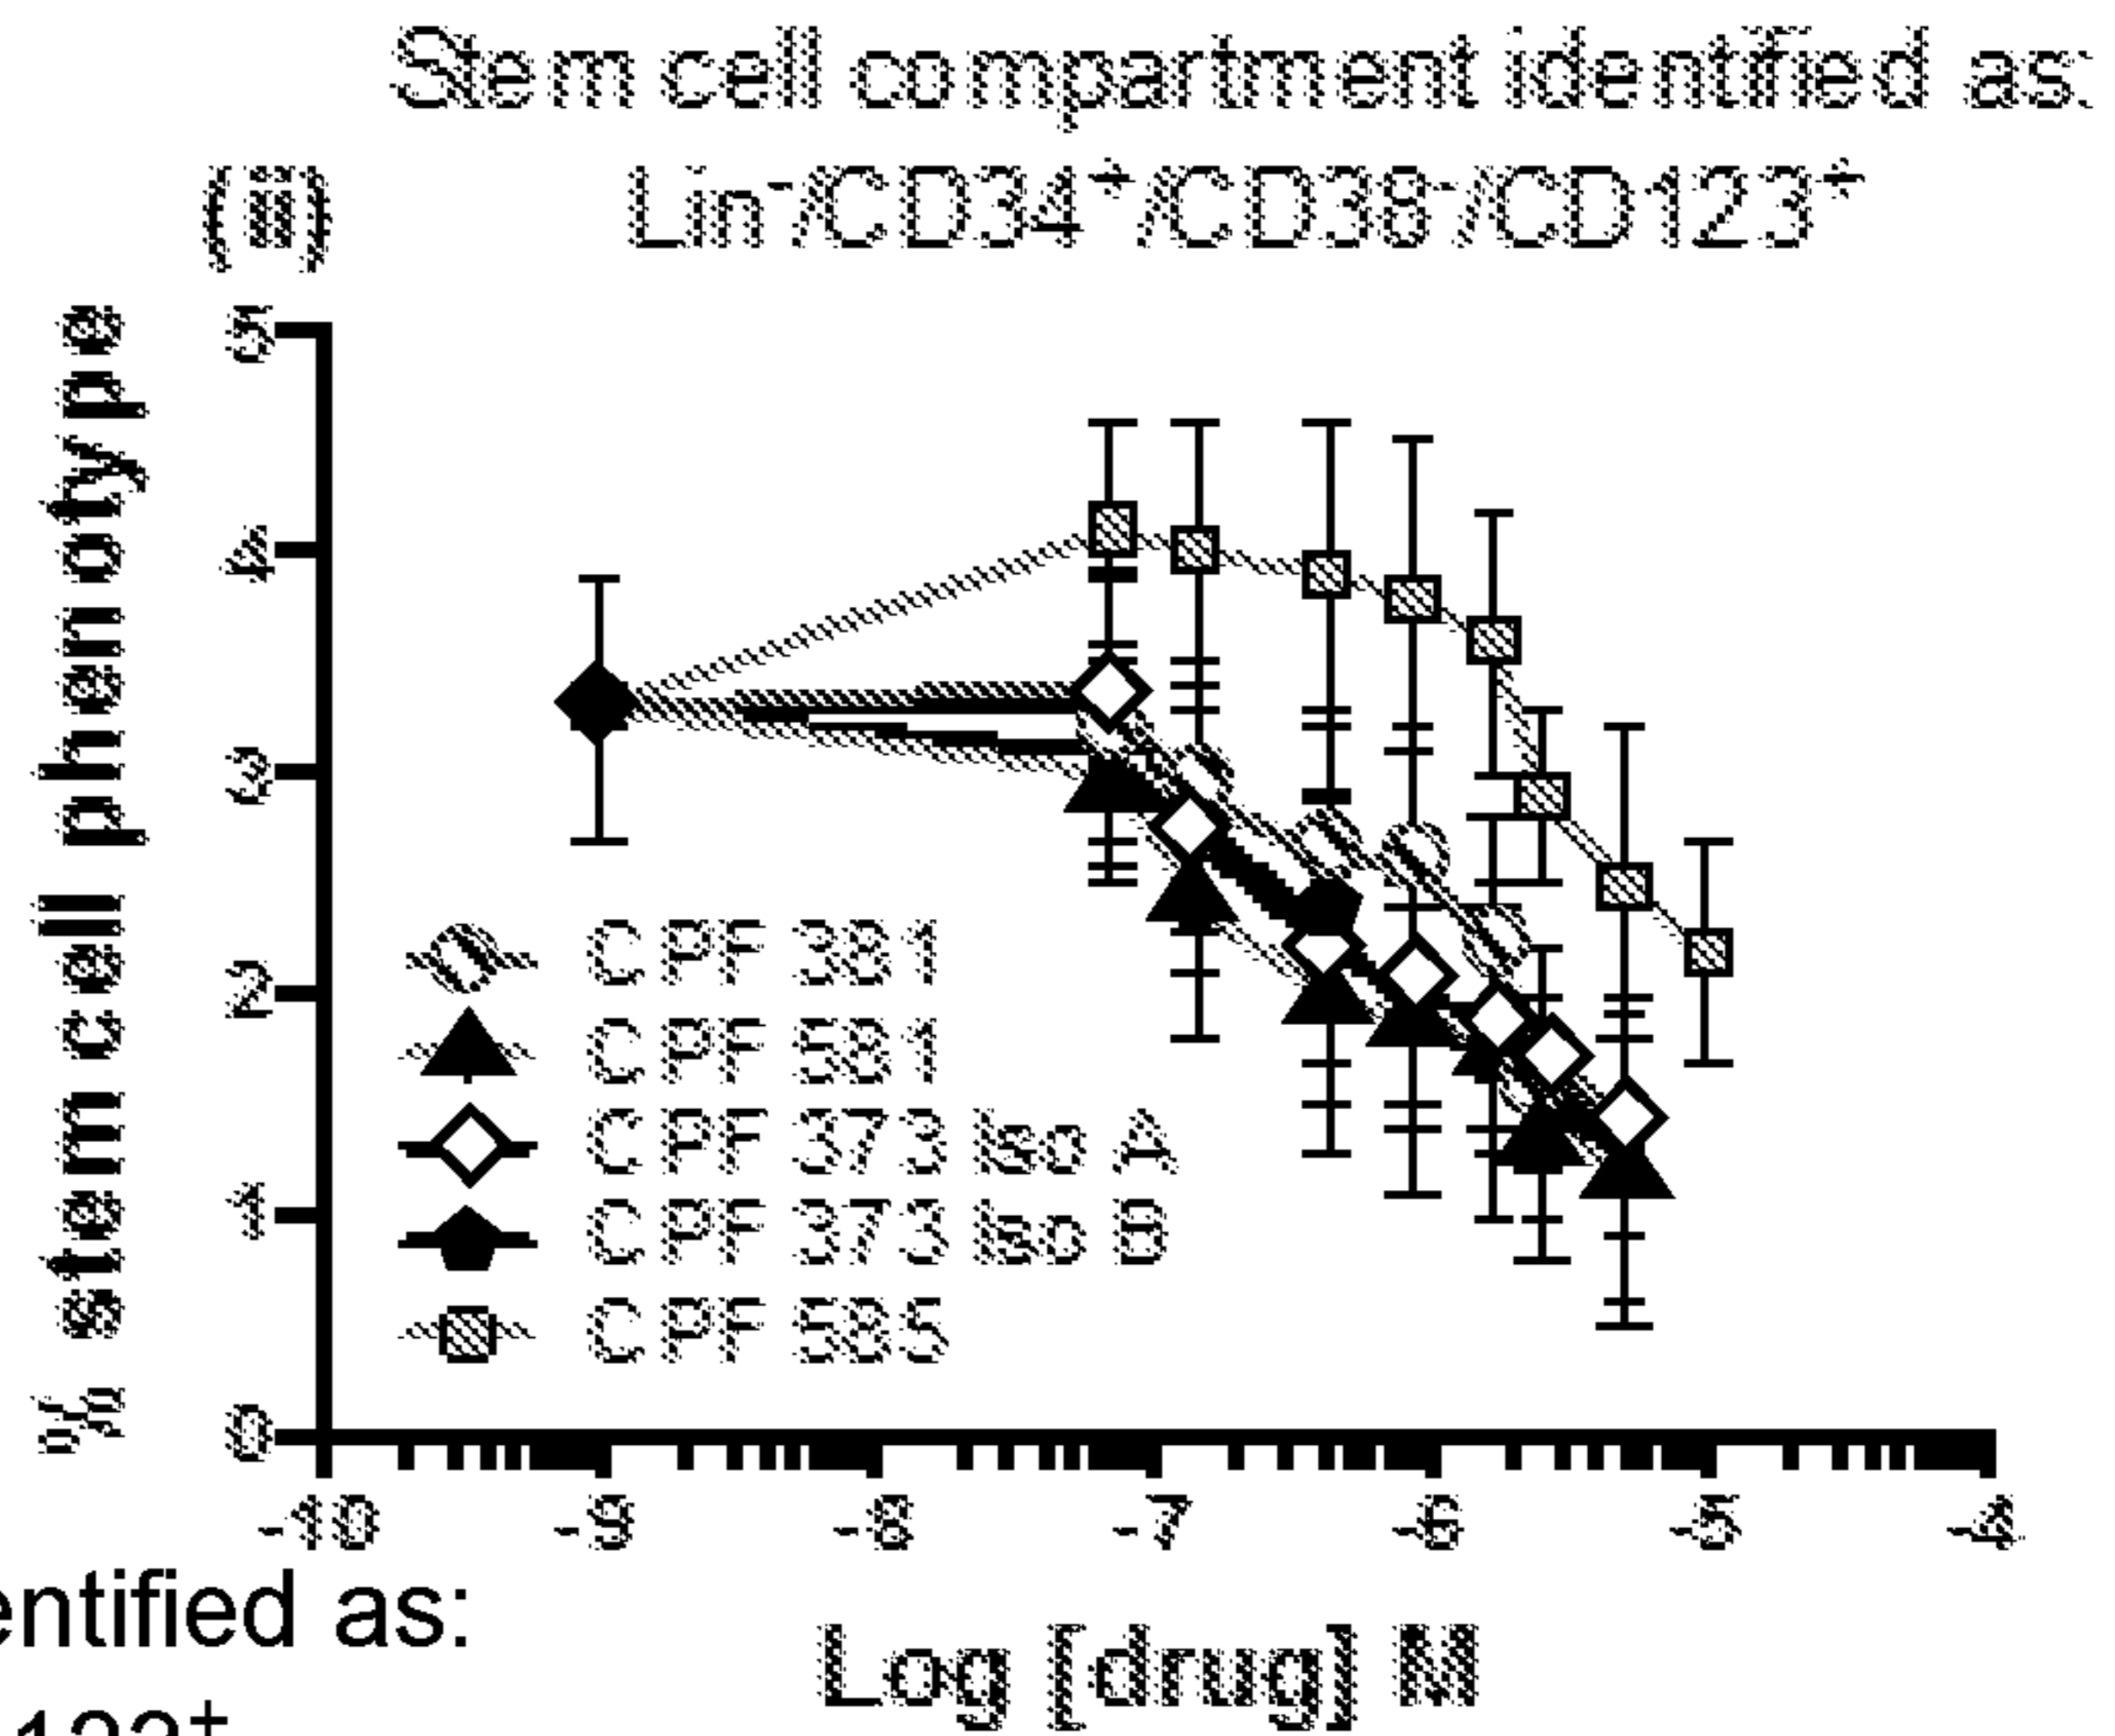 Stem cell compartment identified as:
(ii) Lin-/CD34+/CD38-/CD123+
% stem cell phenotype
5
4
3
2
1
0
CPF 381
CPF 581
CPF 373 Iso A
CPF 373 Iso B
CPF 585
-10 -9 -8 -7 -6 -5 -4
Log [drug] M
entified as: